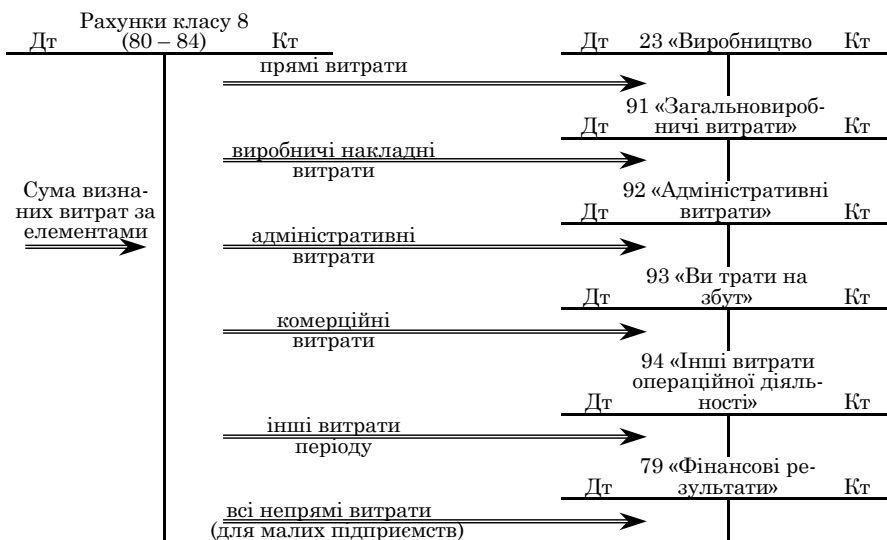 Рахунки класу 8
Дт (80 – 84) Кт
Дт 23 «Виробництво Кт
прямі витрати
91 «Загальновироб-
Дт ничі витрати» Кт
виробничі накладні
витрати
Сума визна-
них витрат за
елементами
92 «Адміністративні
Дт витрати» Кт
адміністративні
витрати
93 «Ви трати на
Дт збут» Кт
комерційні
витрати
94 «Інші витрати
операційної діяль-
Дт ності» Кт
інші витрати
періоду
79 «Фінансові ре-
Дт зультати» Кт
всі непрямі витрати
(для малих підприємств)